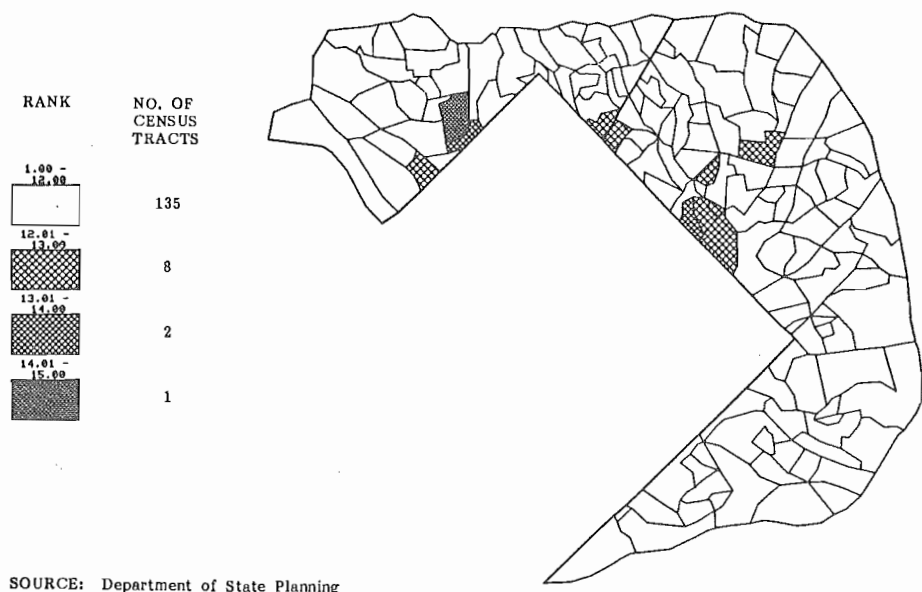 RANK
NO. OF
CENSUS
TRACTS
1.00 -
12.00
135
12.01 -
13.00
8
13.01 -
14.00
2
14.01 -
15.00
1
SOURCE: Department of State Planning